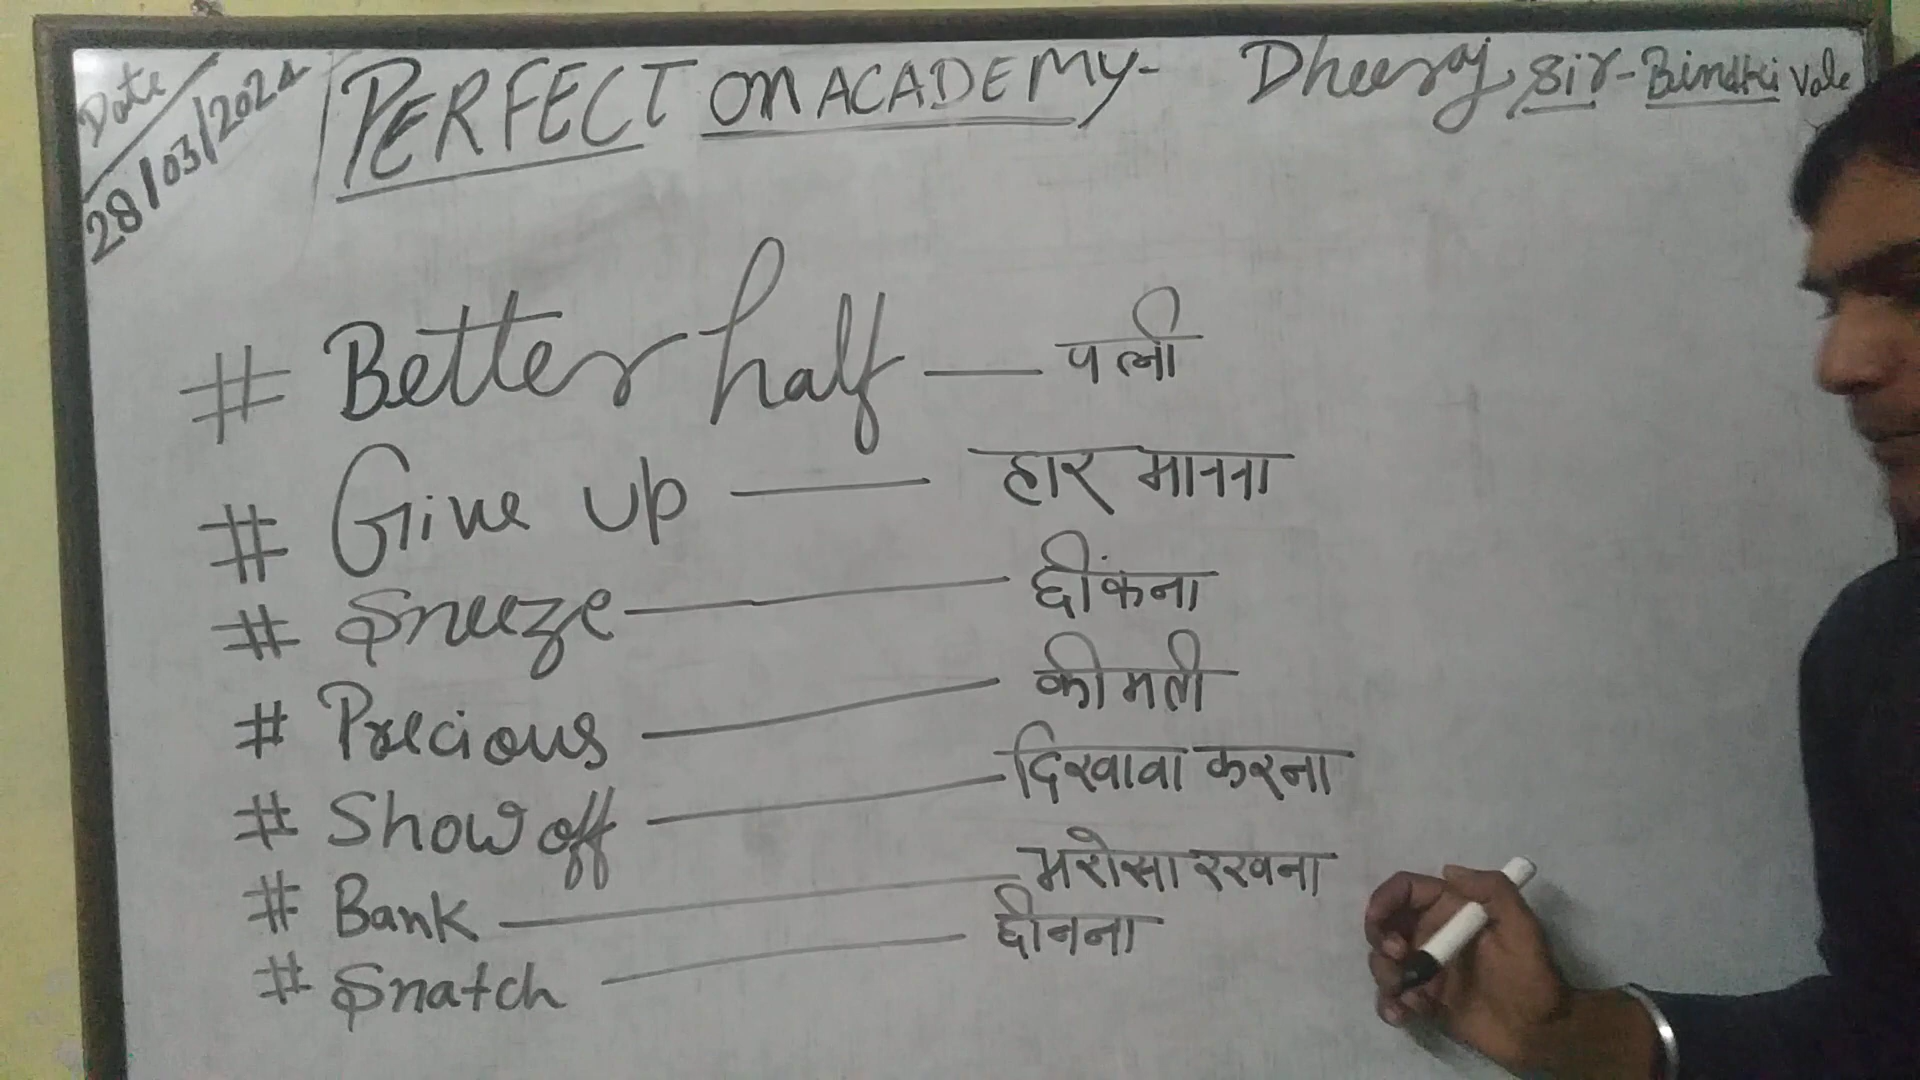 Date
28/03/2024
PERFECT ON ACADEMY- Dheeraj Sir-Bindki Vale
# Better half — पत्नी
# Give up — हार मानना
# Sneeze — छींकना
# Precious — कीमती
# Show off — दिखावा करना
# Bank — भरोसा रखना
# Snatch — छीनना